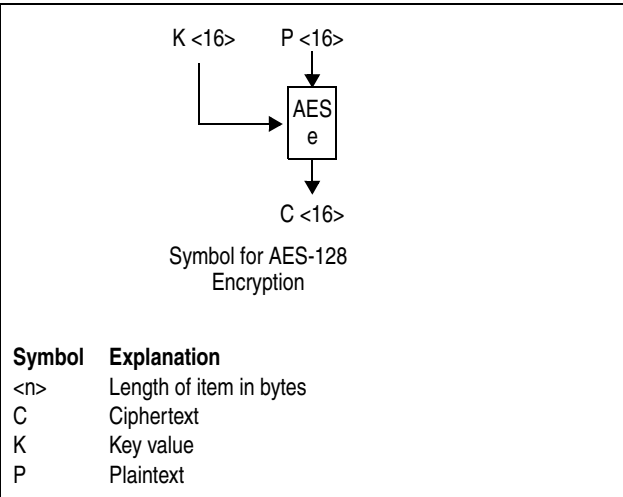 K <16> P <16>
AES
e
C <16>
Symbol for AES-128
Encryption
Symbol Explanation
<n> Length of item in bytes
C Ciphertext
K Key value
P Plaintext